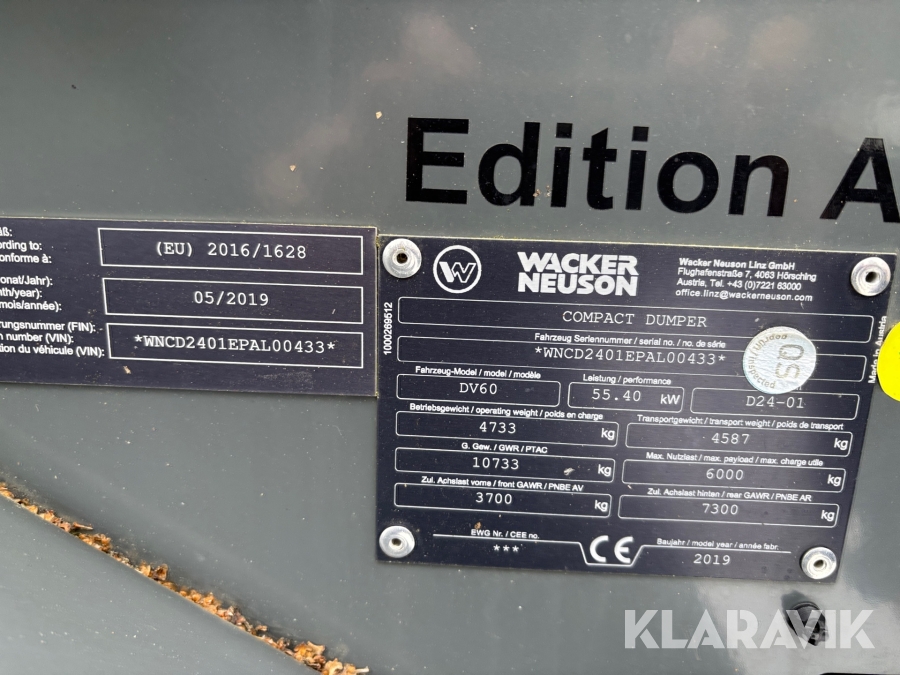 Edition A
äß:
ording to:
onforme à:
(EU) 2016/1628
onat/Jahr):
nth/year):
mois/année):
05/2019
rungsnummer (FIN):
n number (VIN):
tion du véhicule (VIN):
*WNCD2401EPAL00433*
1000269612
WACKER
NEUSON
Wacker Neuson Linz GmbH
Flughafenstraße 7, 4063 Hörsching
Austria, Tel. +43 (0)7221 63000
office.linz@wackerneuson.com
COMPACT DUMPER
Fahrzeug Seriennummer / serial no. / no. de série
*WNCD2401EPAL00433*
Fahrzeug-Model / model / modèle
DV60
Leistung / performance
55.40 kW
D24-01
Betriebsgewicht / operating weight / poids en charge
4733 kg
Transportgewicht / transport weight / poids de transport
4587 kg
G. Gew. / GWR / PTAC
10733 kg
Max. Nutzlast / max. payload / max. charge utile
6000 kg
Zul. Achslast vorne / front GAWR / PNBE AV
3700 kg
Zul. Achslast hinten / rear GAWR / PNBE AR
7300 kg
EWG Nr. / CEE no.
***
CE
Baujahr / model year / année fabr.
2019
Made in Austria
KLARAVIK